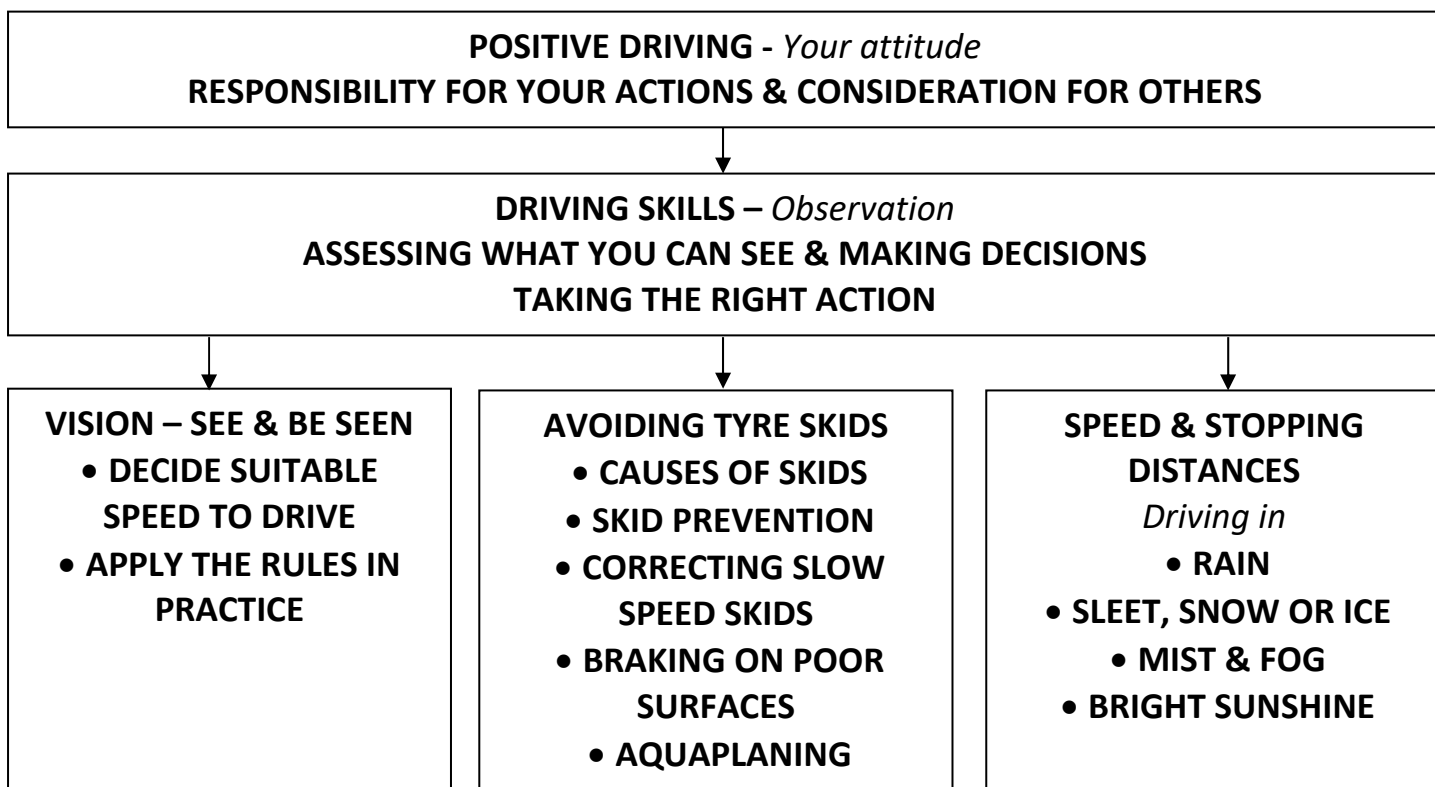 POSITIVE DRIVING - Your attitude
RESPONSIBILITY FOR YOUR ACTIONS & CONSIDERATION FOR OTHERS
DRIVING SKILLS – Observation
ASSESSING WHAT YOU CAN SEE & MAKING DECISIONS
TAKING THE RIGHT ACTION
VISION – SEE & BE SEEN
• DECIDE SUITABLE
SPEED TO DRIVE
• APPLY THE RULES IN
PRACTICE
AVOIDING TYRE SKIDS
• CAUSES OF SKIDS
• SKID PREVENTION
• CORRECTING SLOW
SPEED SKIDS
• BRAKING ON POOR
SURFACES
• AQUAPLANING
SPEED & STOPPING
DISTANCES
Driving in
• RAIN
• SLEET, SNOW OR ICE
• MIST & FOG
• BRIGHT SUNSHINE